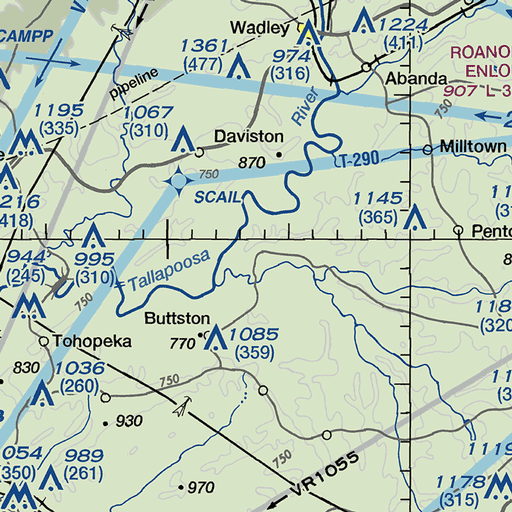 CAMPP
V
Wadley
1224
(411)
1361
(477)
974
(316)
ROANO
ENLO
907 L 3
Abanda
pipeline
River
750
1195
(335)
1067
(310)
Daviston
870
Milltown
T-290
750
SCAIL
216
418)
1145
(365)
Pento
944
(245)
995
(310)
Tallapoosa
750
Buttston
770
1085
(359)
118
(320
Tohopeka
830
1036
(260)
750
930
054
(350)
989
(261)
750
VR1055
970
1119
1178
(315)